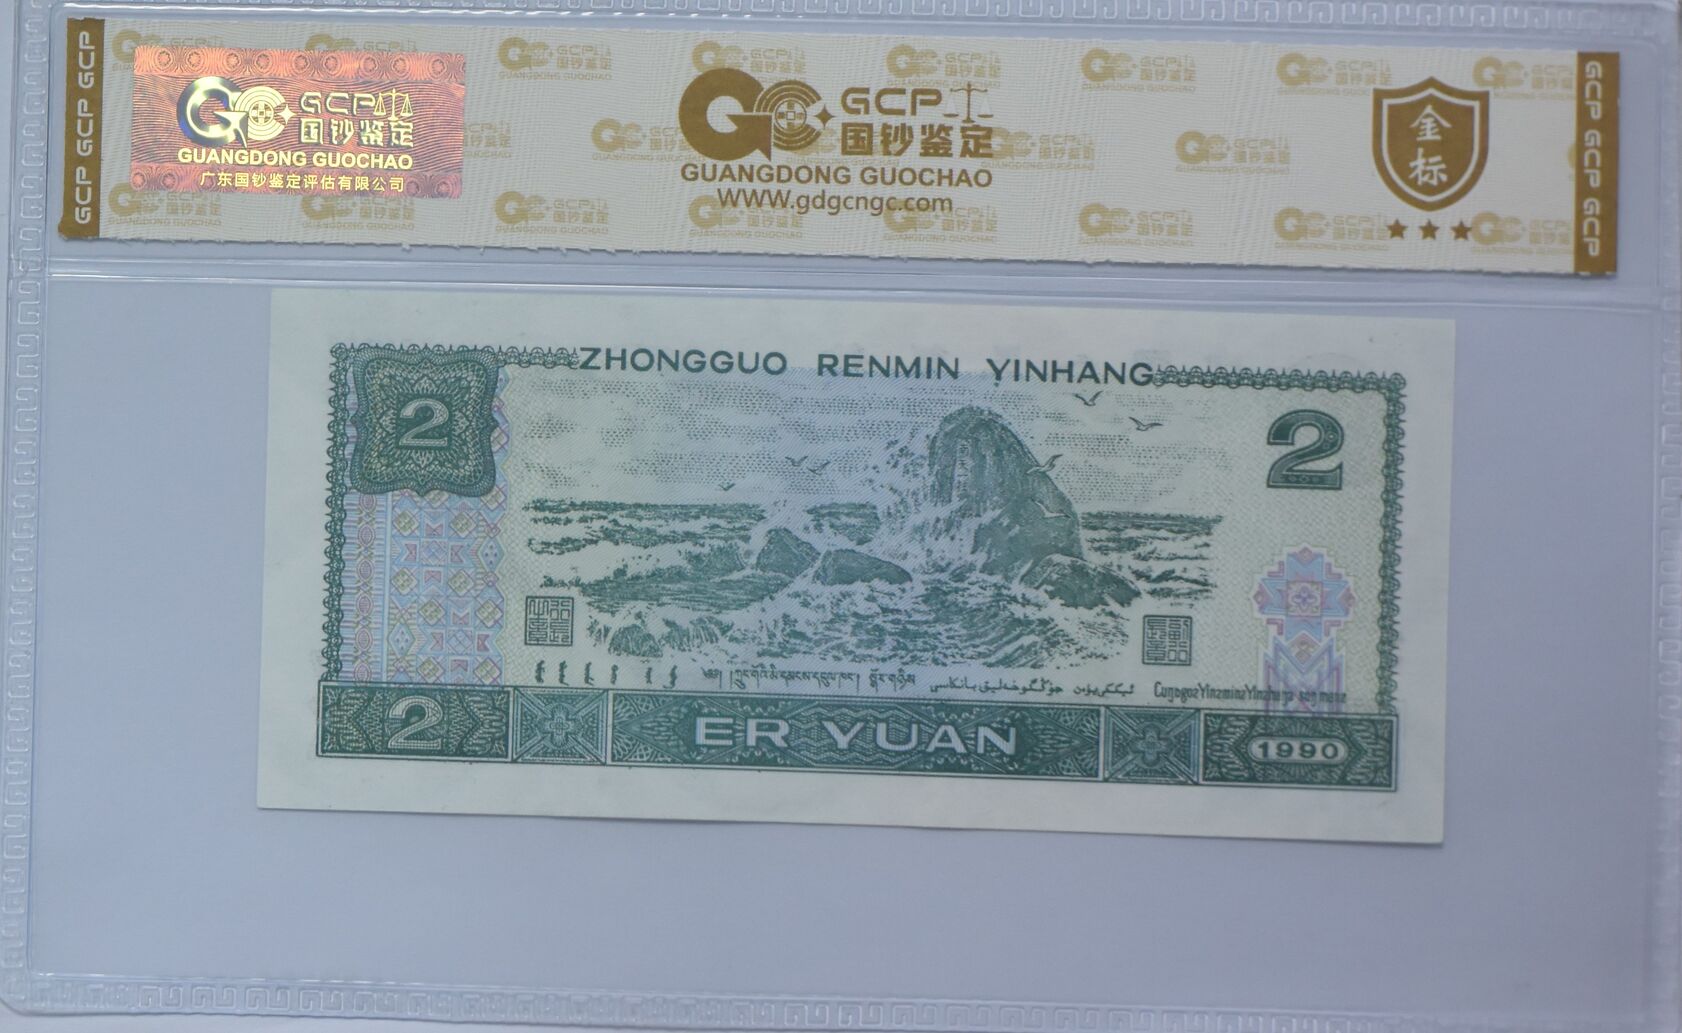 GCP GCP GCP
GCP
国钞鉴定
GUANGDONG GUOCHAO
广东国钞鉴定评估有限公司
GCP
国钞鉴定
GUANGDONG GUOCHAO
WWW.gdgcngc.com
金标
GCP GCP GCP
ZHONGGUO RENMIN YINHANG
2
2
2
ER YUAN
1990